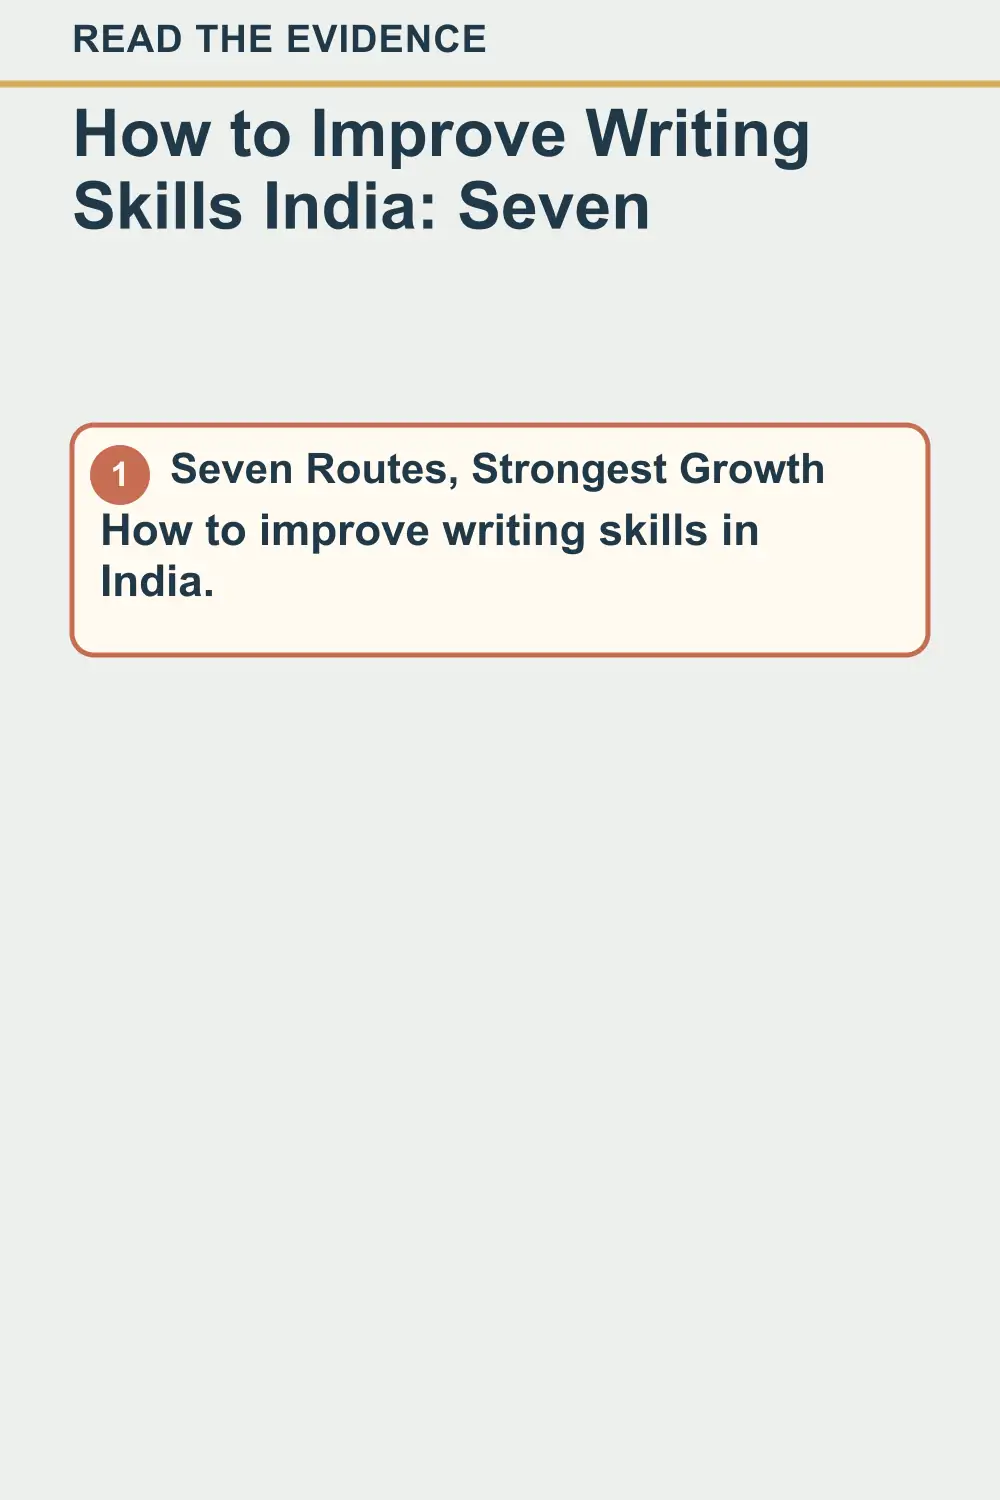 READ THE EVIDENCE
How to Improve Writing
Skills India: Seven
1 Seven Routes, Strongest Growth
How to improve writing skills in
India.